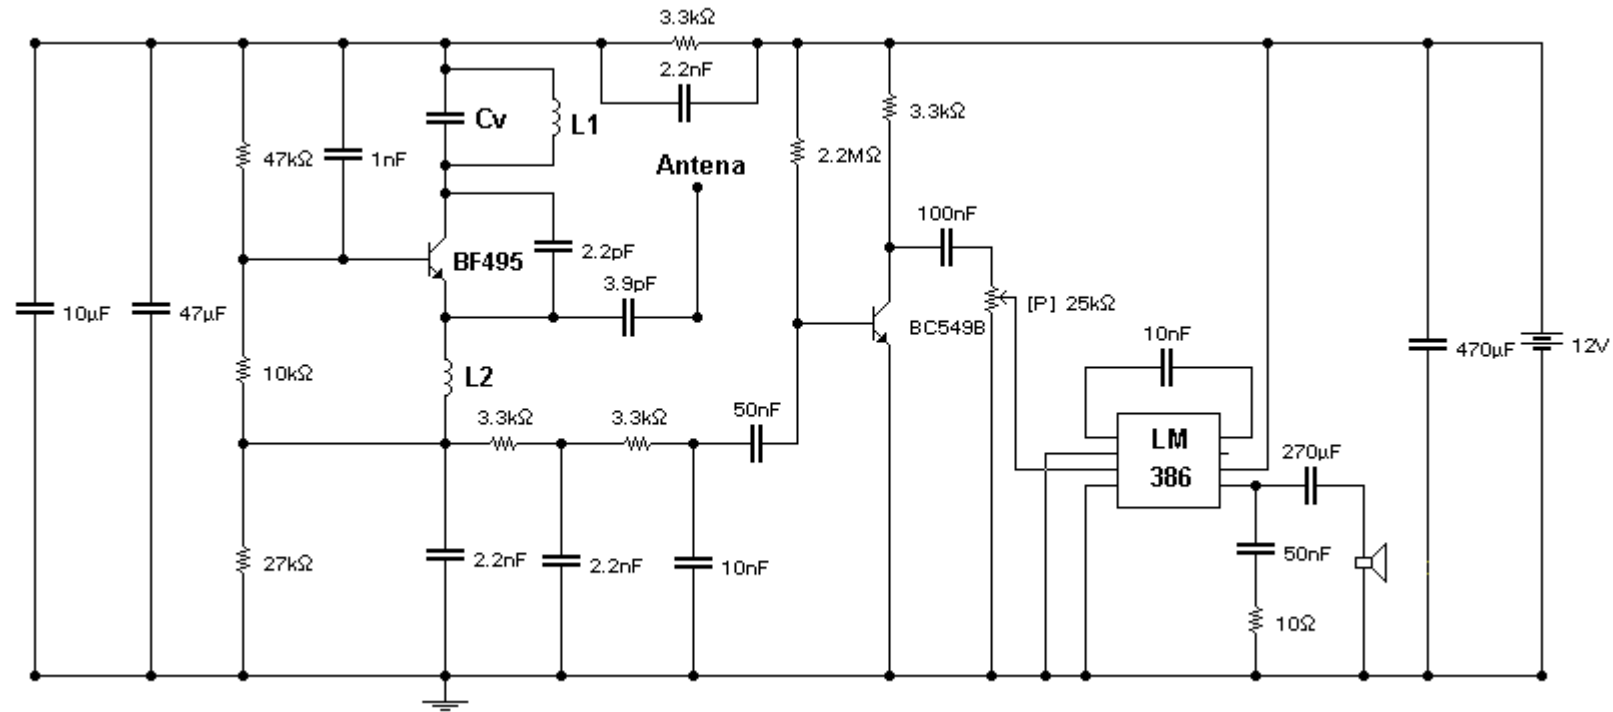 3.3kΩ
2.2nF
Cv
L1
3.3kΩ
47kΩ
1nF
Antena
2.2MΩ
100nF
BF495
2.2pF
3.9pF
10µF
47µF
[P] 25kΩ
BC549B
10nF
470µF
12V
10kΩ
L2
3.3kΩ
3.3kΩ
50nF
LM
386
270µF
27kΩ
2.2nF
2.2nF
10nF
50nF
10Ω